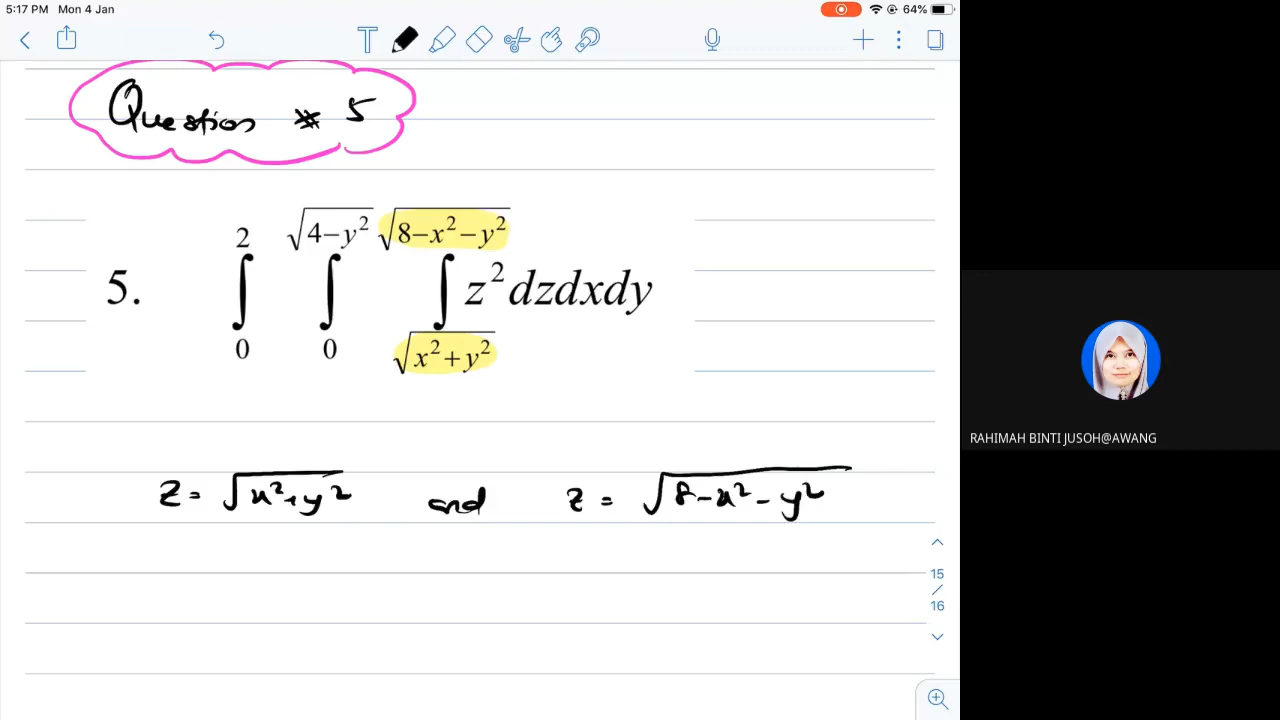 5:17 PM Mon 4 Jan
64%
T
Question * 5
5. ∫₀² ∫₀^√(4−y²) ∫_√(x²+y²)^√(8−x²−y²) z² dzdxdy
z = √(x²+y²) and z = √(8−x²−y²)
15
/
16
RAHIMAH BINTI JUSOH@AWANG